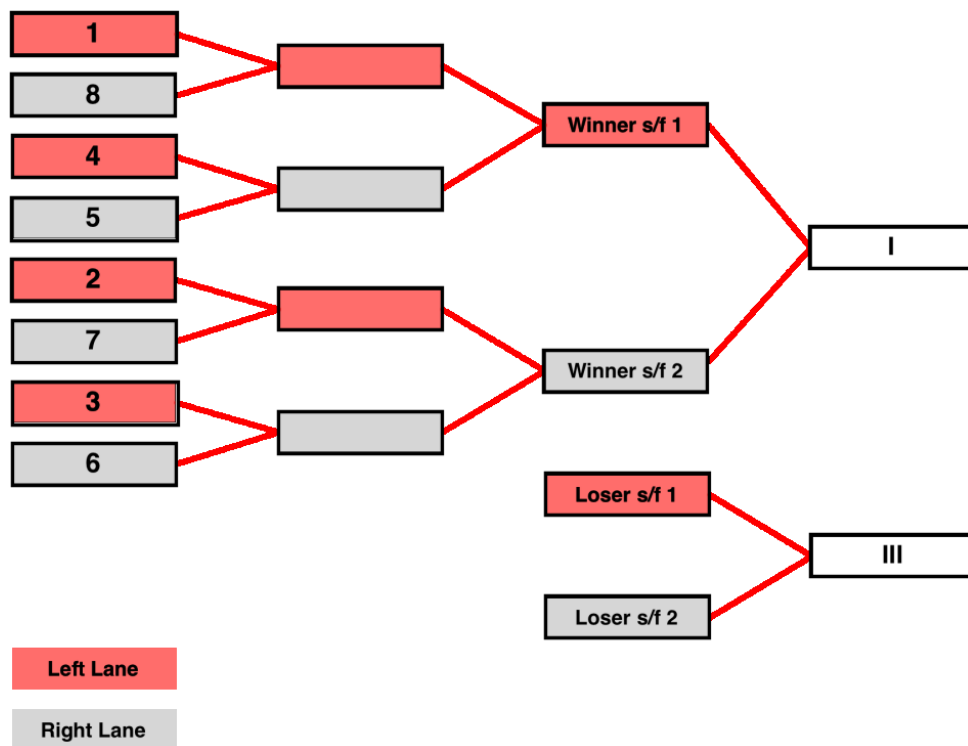 1
8
4
5
2
7
3
6
Winner s/f 1
Winner s/f 2
I
Loser s/f 1
Loser s/f 2
III
Left Lane
Right Lane